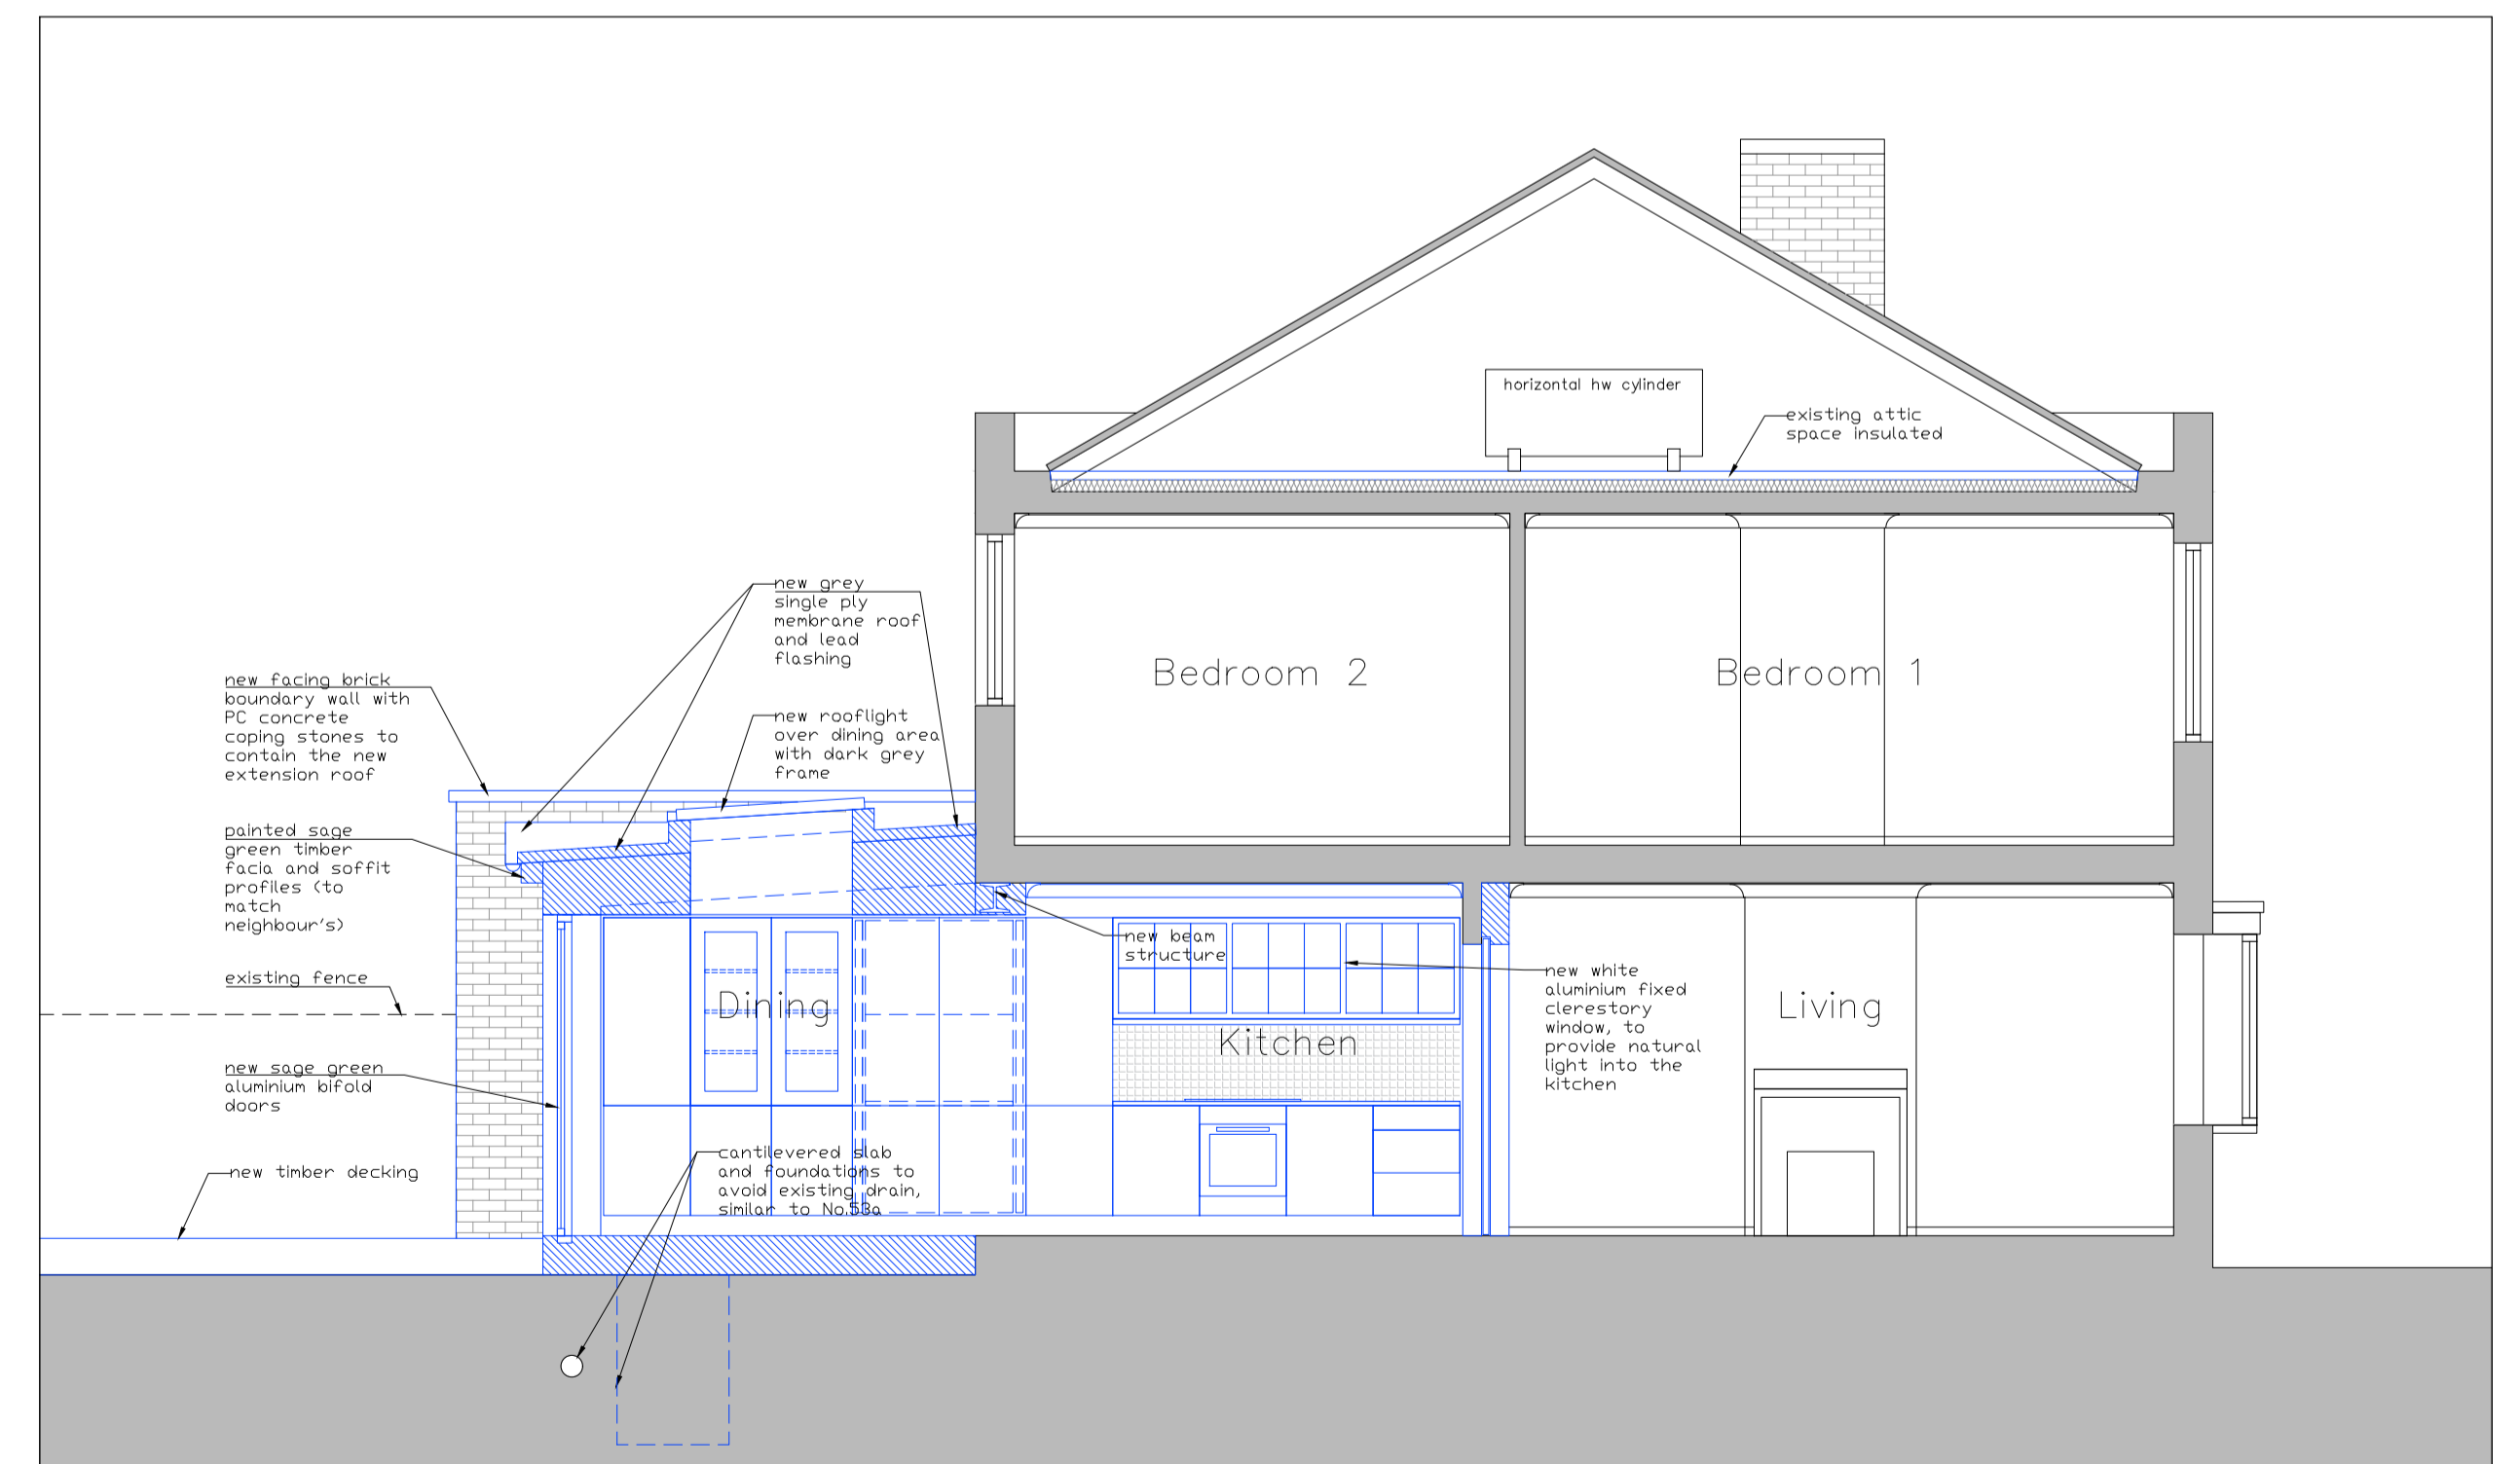 horizontal hw cylinder
existing attic
space insulated
new grey
single ply
membrane roof
and lead
flashing
Bedroom 2
Bedroom 1
new facing brick
boundary wall with
PC concrete
coping stones to
contain the new
extension roof
new rooflight
over dining area
with dark grey
frame
painted sage
green timber
facia and soffit
profiles (to
match
neighbour's)
new beam
structure
existing fence
new white
aluminium fixed
clerestory
window, to
provide natural
light into the
kitchen
Dining
Kitchen
Living
new sage green
aluminium bifold
doors
cantilevered slab
and foundations to
avoid existing drain,
similar to No.53a
new timber decking